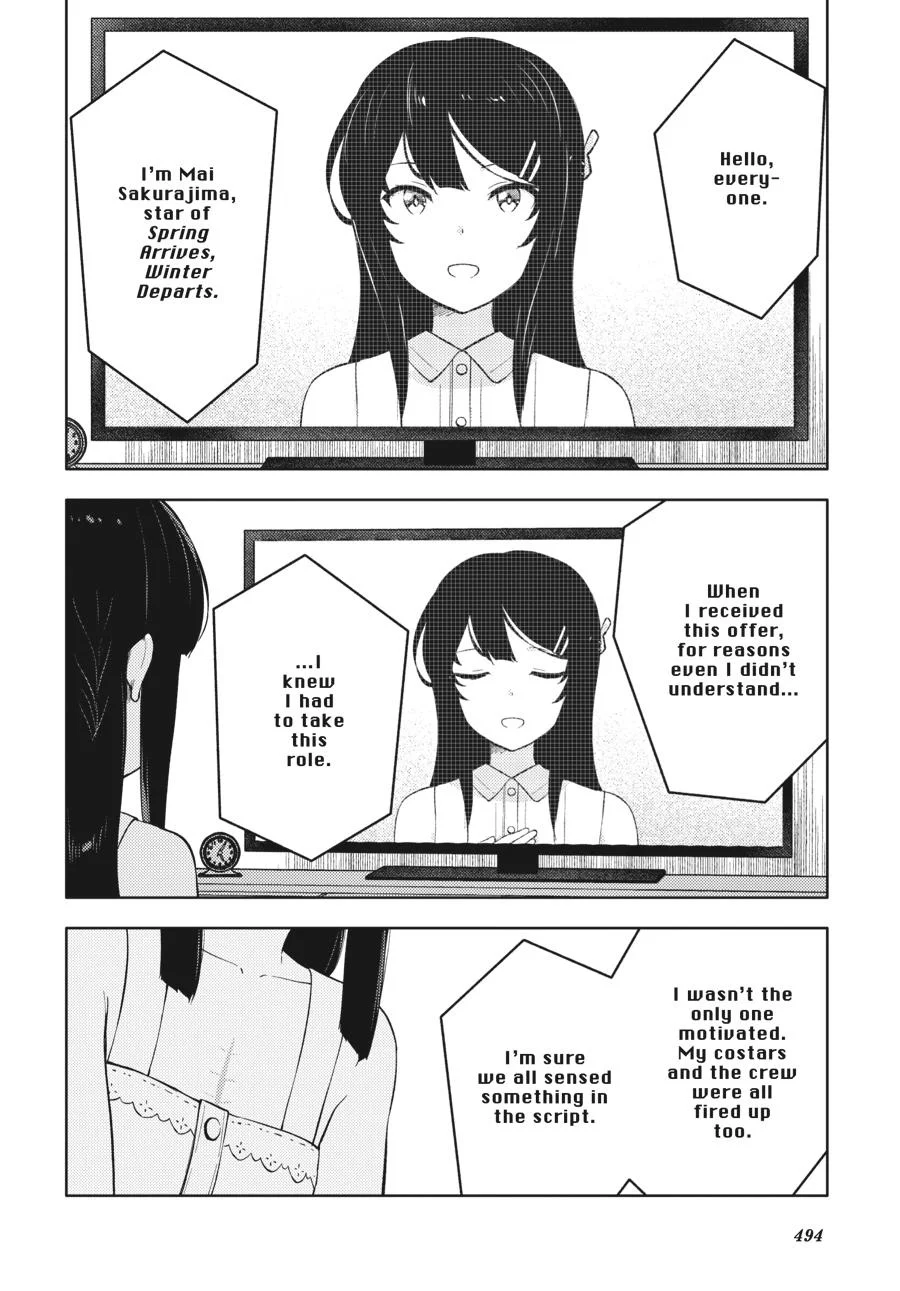 Hello,
every-
one.
I'm Mai
Sakurajima,
star of
Spring
Arrives,
Winter
Departs.
When
I received
this offer,
for reasons
even I didn't
understand...
...I
knew
I had
to take
this
role.
I wasn't the
only one
motivated.
My costars
and the crew
were all
fired up
too.
I'm sure
we all sensed
something in
the script.
494